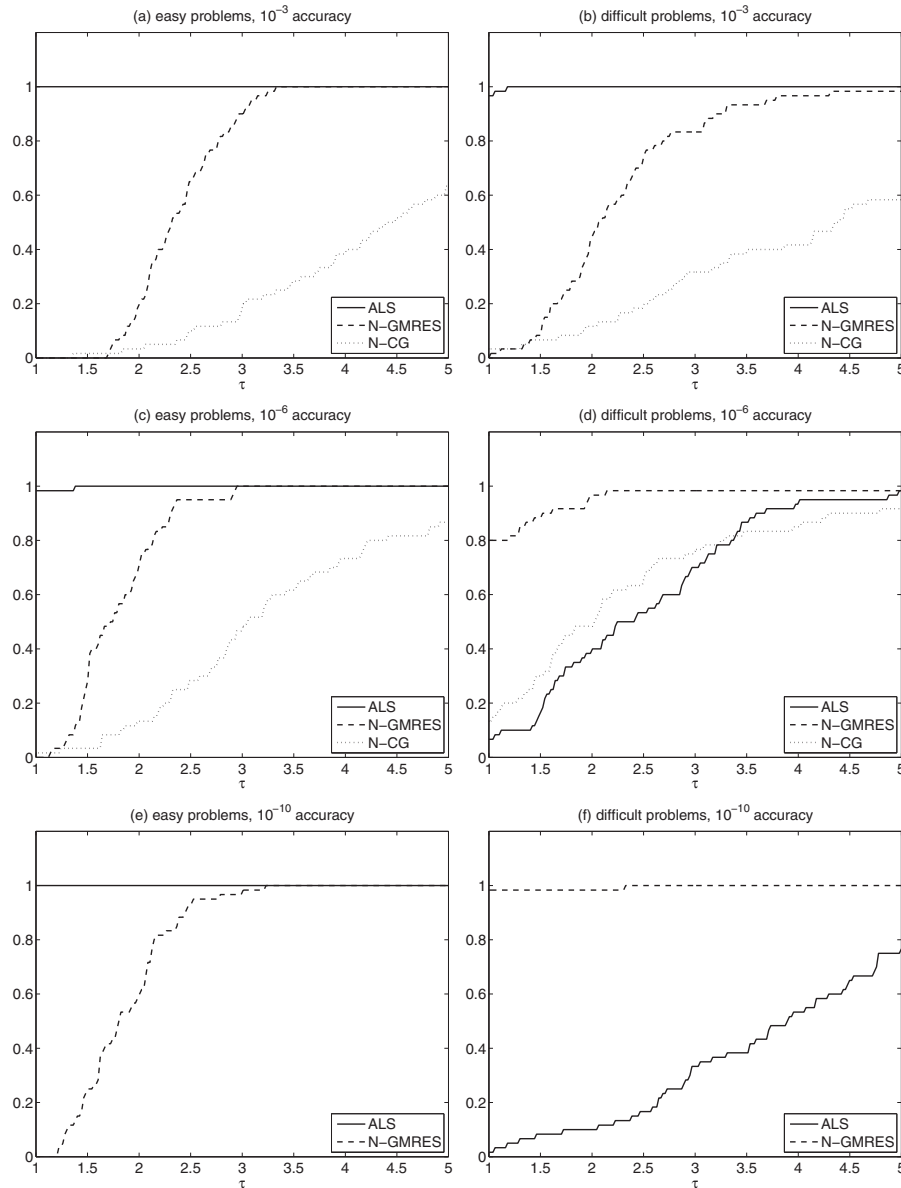 (a) easy problems, 10⁻³ accuracy
1
0.8
0.6
0.4
0.2
0
1 1.5 2 2.5 3 3.5 4 4.5 5
τ
ALS
N-GMRES
N-CG
(b) difficult problems, 10⁻³ accuracy
1
0.8
0.6
0.4
0.2
0
1 1.5 2 2.5 3 3.5 4 4.5 5
τ
ALS
N-GMRES
N-CG
(c) easy problems, 10⁻⁶ accuracy
1
0.8
0.6
0.4
0.2
0
1 1.5 2 2.5 3 3.5 4 4.5 5
τ
ALS
N-GMRES
N-CG
(d) difficult problems, 10⁻⁶ accuracy
1
0.8
0.6
0.4
0.2
0
1 1.5 2 2.5 3 3.5 4 4.5 5
τ
ALS
N-GMRES
N-CG
(e) easy problems, 10⁻¹⁰ accuracy
1
0.8
0.6
0.4
0.2
0
1 1.5 2 2.5 3 3.5 4 4.5 5
τ
ALS
N-GMRES
(f) difficult problems, 10⁻¹⁰ accuracy
1
0.8
0.6
0.4
0.2
0
1 1.5 2 2.5 3 3.5 4 4.5 5
τ
ALS
N-GMRES